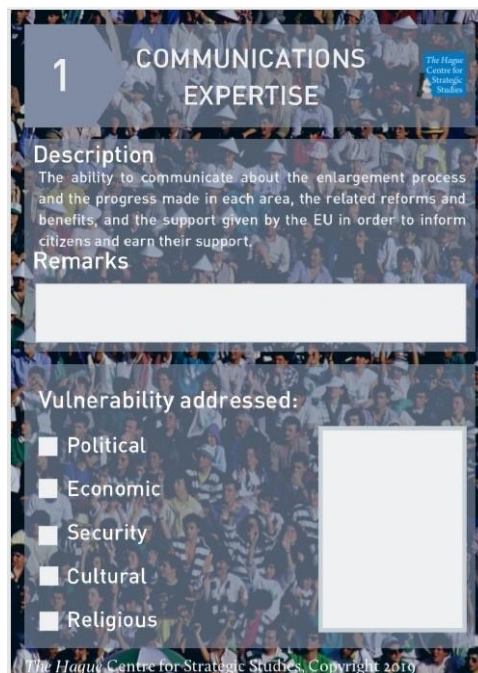 1
COMMUNICATIONS
EXPERTISE
The Hague
Centre for
Strategic
Studies
Description
The ability to communicate about the enlargement process
and the progress made in each area, the related reforms and
benefits, and the support given by the EU in order to inform
citizens and earn their support.
Remarks
Vulnerability addressed:
Political
Economic
Security
Cultural
Religious
The Hague Centre for Strategic Studies, Copyright 2019